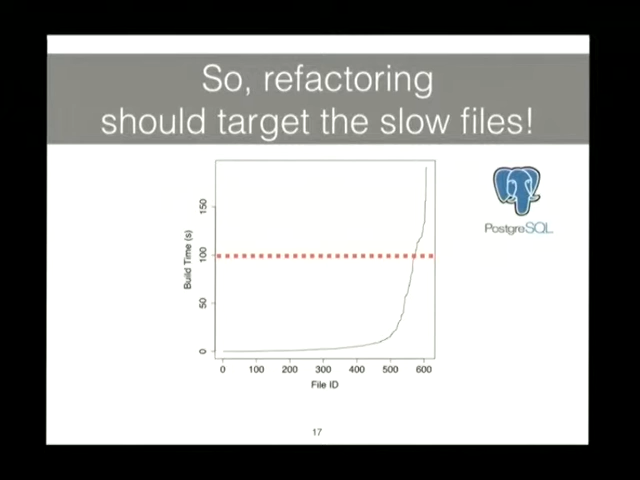 So, refactoring
should target the slow files!
PostgreSQL
Build Time (s)
150
100
50
0
0 100 200 300 400 500 600
File ID
17